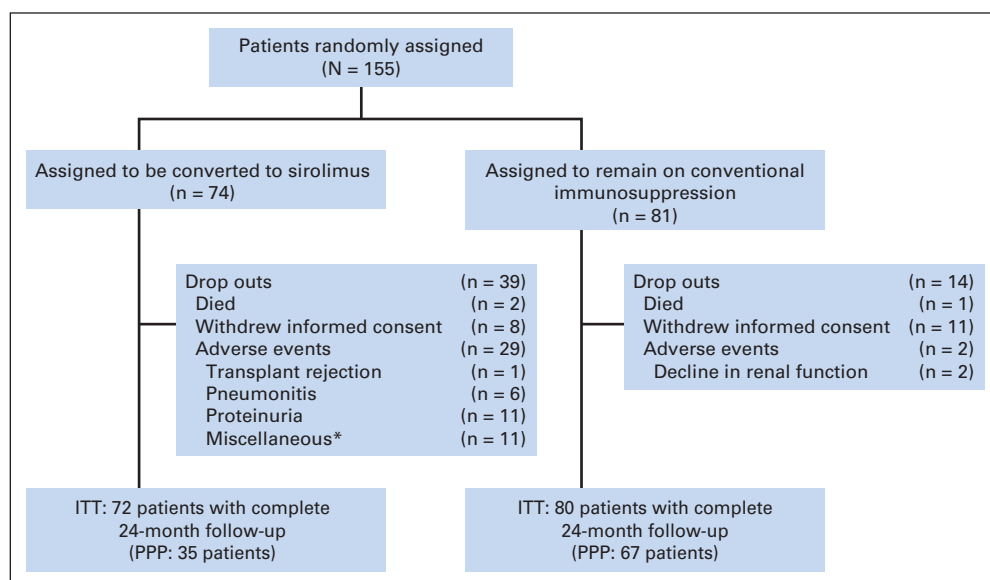 Patients randomly assigned
(N = 155)
Assigned to be converted to sirolimus
(n = 74)
Assigned to remain on conventional
immunosuppression
(n = 81)
Drop outs (n = 39)
Died (n = 2)
Withdrew informed consent (n = 8)
Adverse events (n = 29)
Transplant rejection (n = 1)
Pneumonitis (n = 6)
Proteinuria (n = 11)
Miscellaneous* (n = 11)
Drop outs (n = 14)
Died (n = 1)
Withdrew informed consent (n = 11)
Adverse events (n = 2)
Decline in renal function (n = 2)
ITT: 72 patients with complete
24-month follow-up
(PPP: 35 patients)
ITT: 80 patients with complete
24-month follow-up
(PPP: 67 patients)